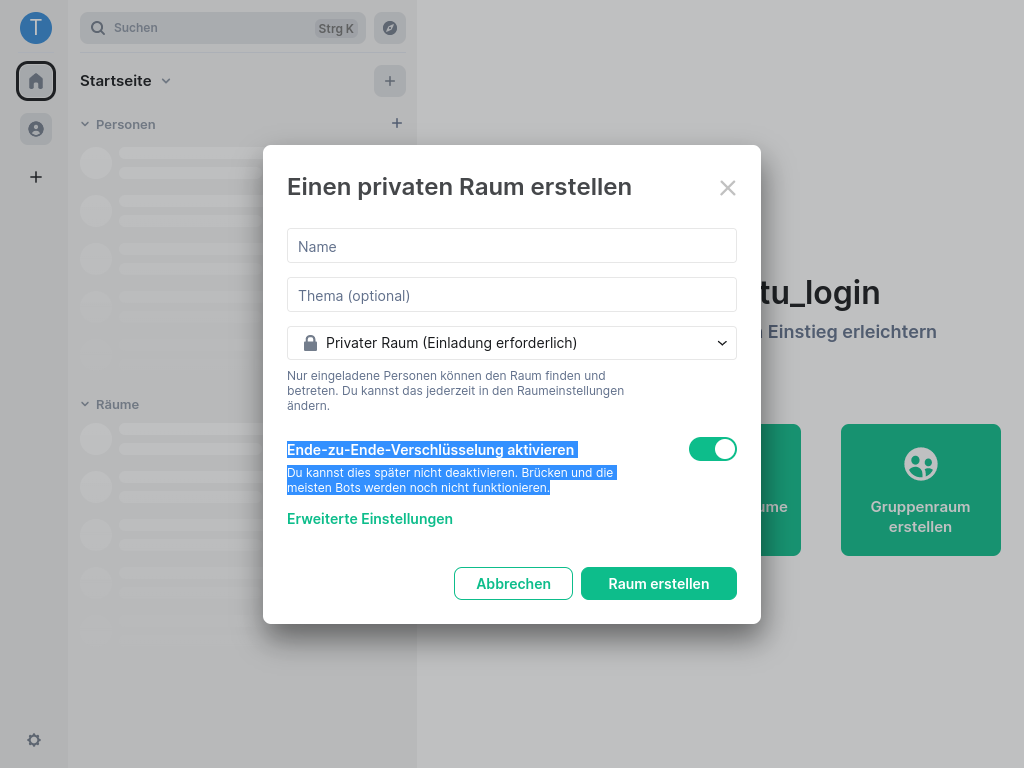 T
Suchen
Strg K
Startseite
Personen
Räume
Einen privaten Raum erstellen
Name
Thema (optional)
Privater Raum (Einladung erforderlich)
Nur eingeladene Personen können den Raum finden und
betreten. Du kannst das jederzeit in den Raumeinstellungen
ändern.
Ende-zu-Ende-Verschlüsselung aktivieren
Du kannst dies später nicht deaktivieren. Brücken und die
meisten Bots werden noch nicht funktionieren.
Erweiterte Einstellungen
Abbrechen
Raum erstellen
tu_login
Einstieg erleichtern
ume
Gruppenraum
erstellen